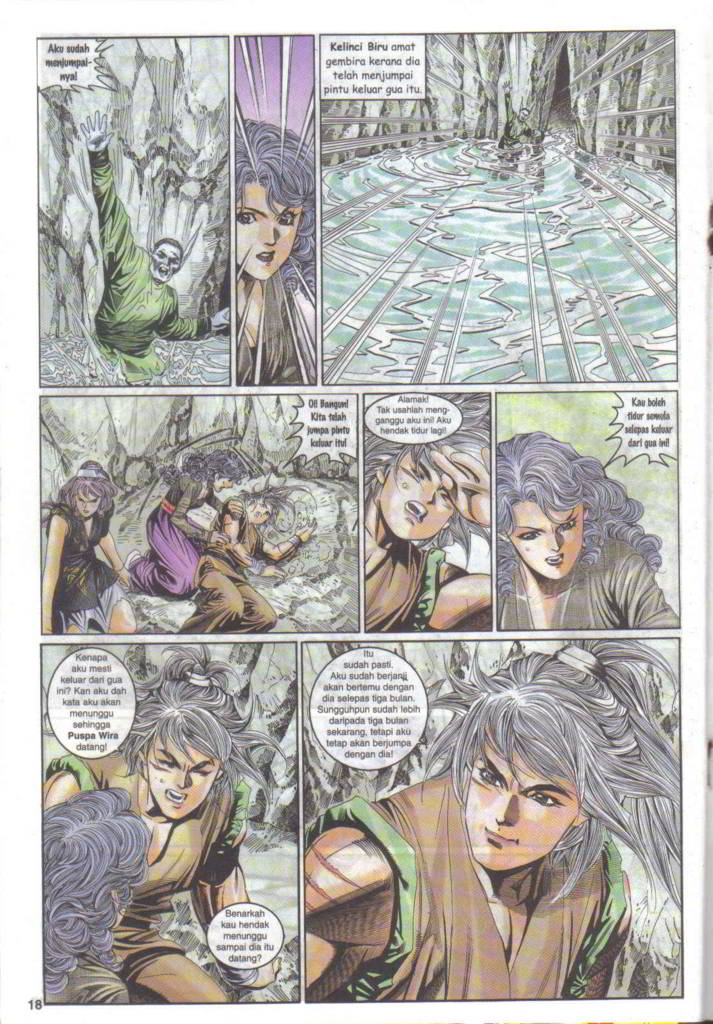 Aku sudah
menjumpai-
nya!
Kelinci Biru amat
gembira kerana dia
telah menjumpai
pintu keluar gua itu.
Oi! Bangun!
Kita telah
jumpa pintu
keluar itu!
Alamak!
Tak usahlah meng-
ganggu aku ini! Aku
hendak tidur lagi!
Kau boleh
tidur semula
selepas keluar
dari gua ini!
Kenapa
aku mesti
keluar dari gua
ini? Kan aku dah
kata aku akan
menunggu
sehingga
Puspa Wira
datang!
Benarkah
kau hendak
menunggu
sampai dia itu
datang?
Itu
sudah pasti.
Aku sudah berjanji
akan bertemu dengan
dia selepas tiga bulan.
Sungguhpun sudah lebih
daripada tiga bulan
sekarang, tetapi aku
tetap akan berjumpa
dengan dia!
18